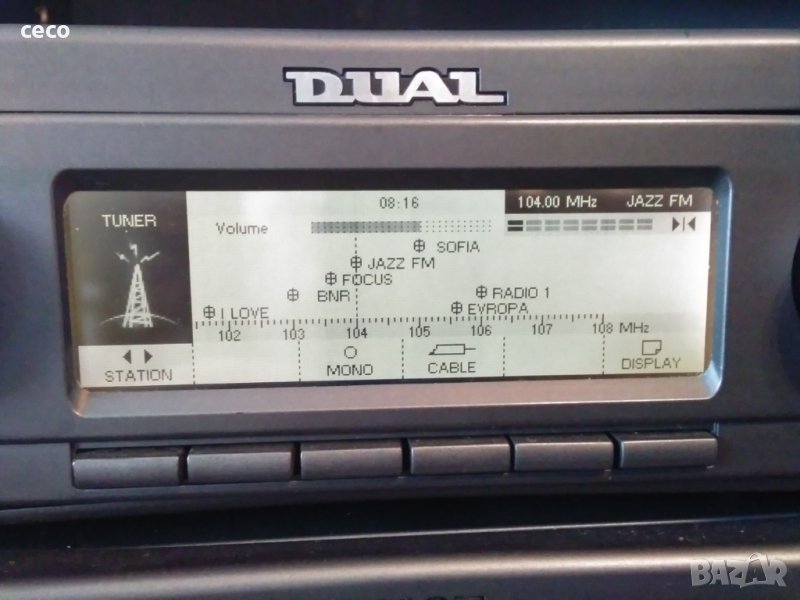 ceco
DUAL
TUNER
08:16
104.00 MHz JAZZ FM
Volume
SOFIA
JAZZ FM
FOCUS
BNR
RADIO 1
I LOVE
EVROPA
102 103 104 105 106 107 108 MHz
STATION
MONO
CABLE
DISPLAY
BAZAR